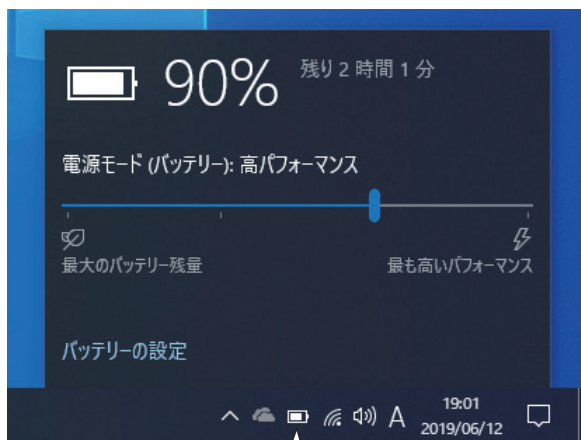 90%
残り 2 時間 1 分
電源モード (バッテリー): 高パフォーマンス
最大のバッテリー残量
最も高いパフォーマンス
バッテリーの設定
A
19:01
2019/06/12